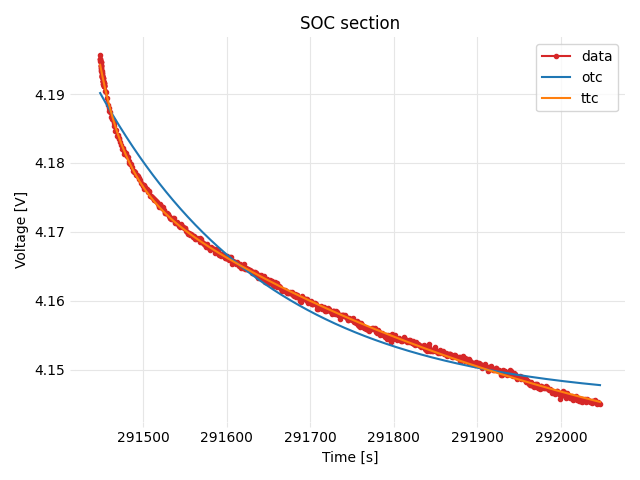 SOC section
data
otc
ttc
4.19
4.18
4.17
4.16
4.15
Voltage [V]
291500 291600 291700 291800 291900 292000
Time [s]